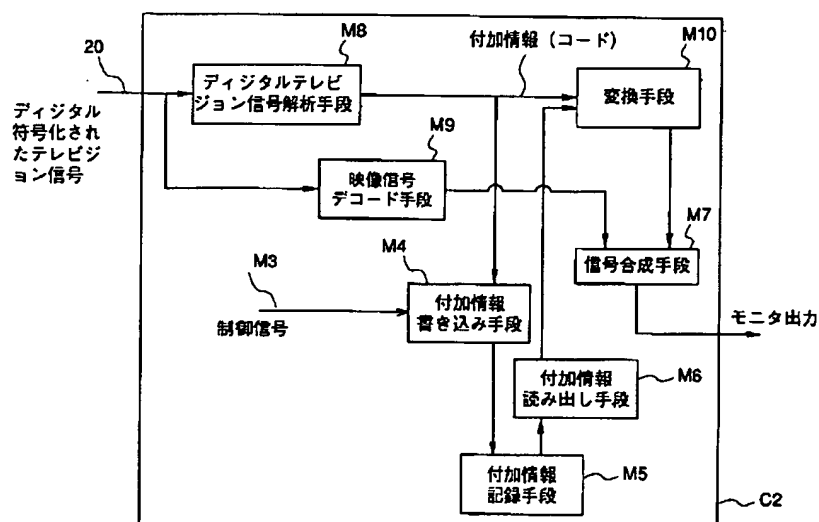 M8
付加情報(コード)
M10
20
ディジタルテレビ
ジョン信号解析手段
変換手段
ディジタル
符号化され
たテレビジ
ョン信号
M9
映像信号
デコード手段
M7
信号合成手段
M3
M4
制御信号
付加情報
書き込み手段
モニタ出力
付加情報
読み出し手段
M6
付加情報
記録手段
M5
C2